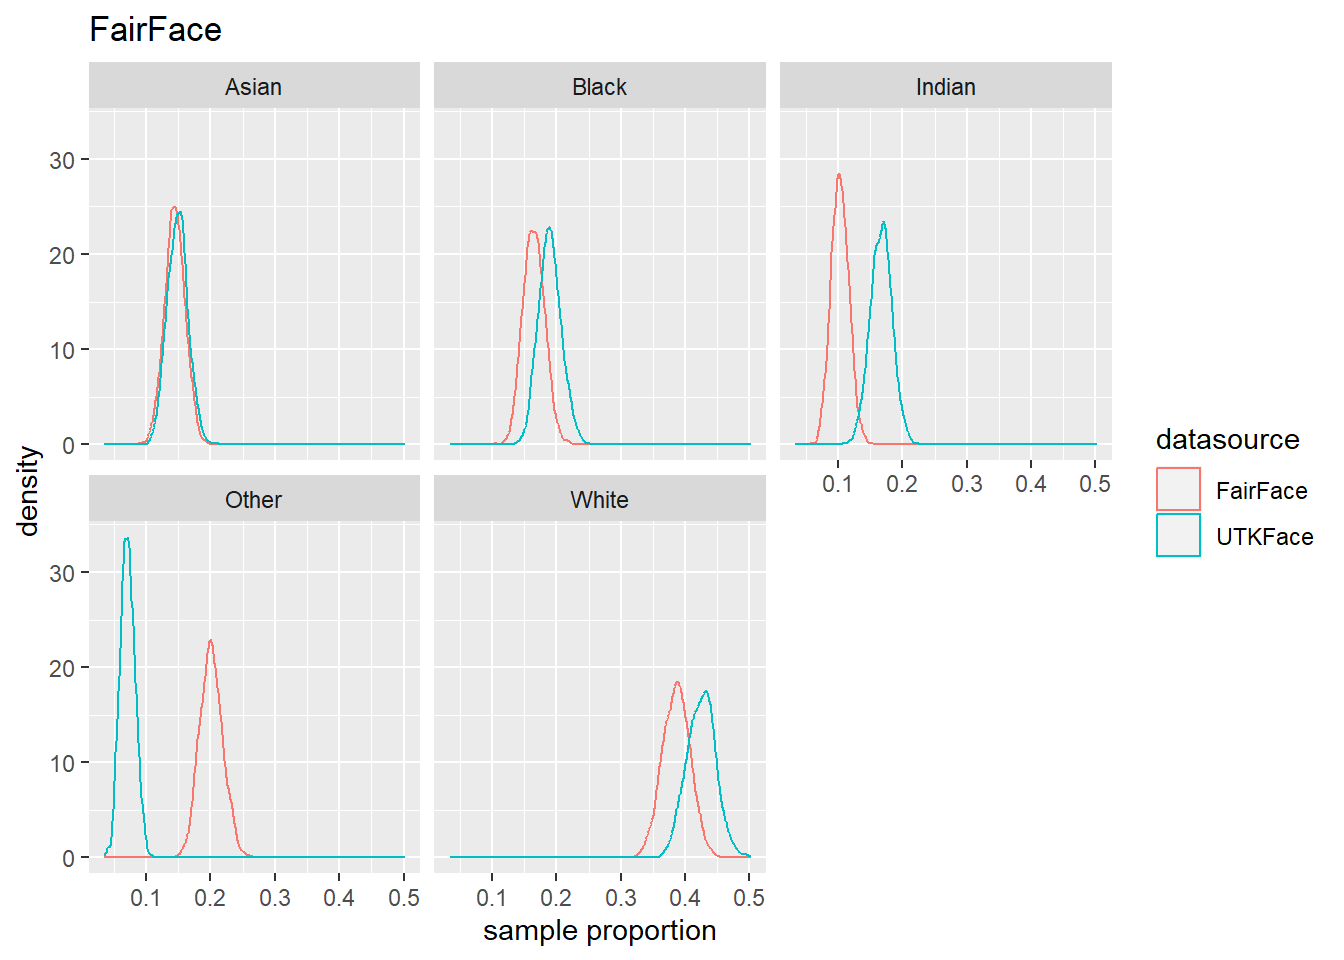 FairFace
Asian
Black
Indian
30
20
10
0
0.1 0.2 0.3 0.4 0.5
Other
White
30
20
10
0
0.1 0.2 0.3 0.4 0.5
0.1 0.2 0.3 0.4 0.5
sample proportion
density
datasource
FairFace
UTKFace